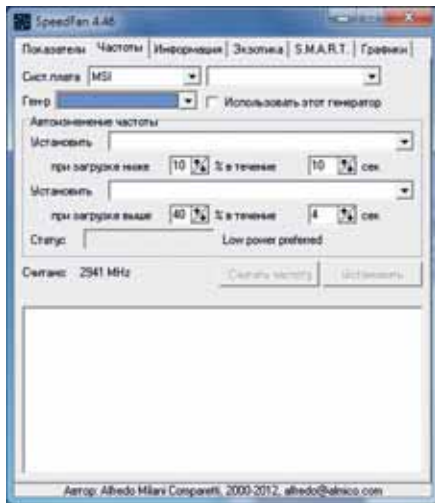 SpeedFan 4.46
Показатели Частоты Информация Экзотика S.M.A.R.T. Графики
Сист.плата MSI
Генр Использовать этот генератор
Автоизменение частоты
Установить
при загрузке ниже 10 % в течение 10 сек
Установить
при загрузке выше 40 % в течение 4 сек
Статус Low power preferred
Считано: 2941 MHz Считать частоту Установить
Автор: Alfredo Milani Comparetti, 2000-2012, alfredo@almico.com